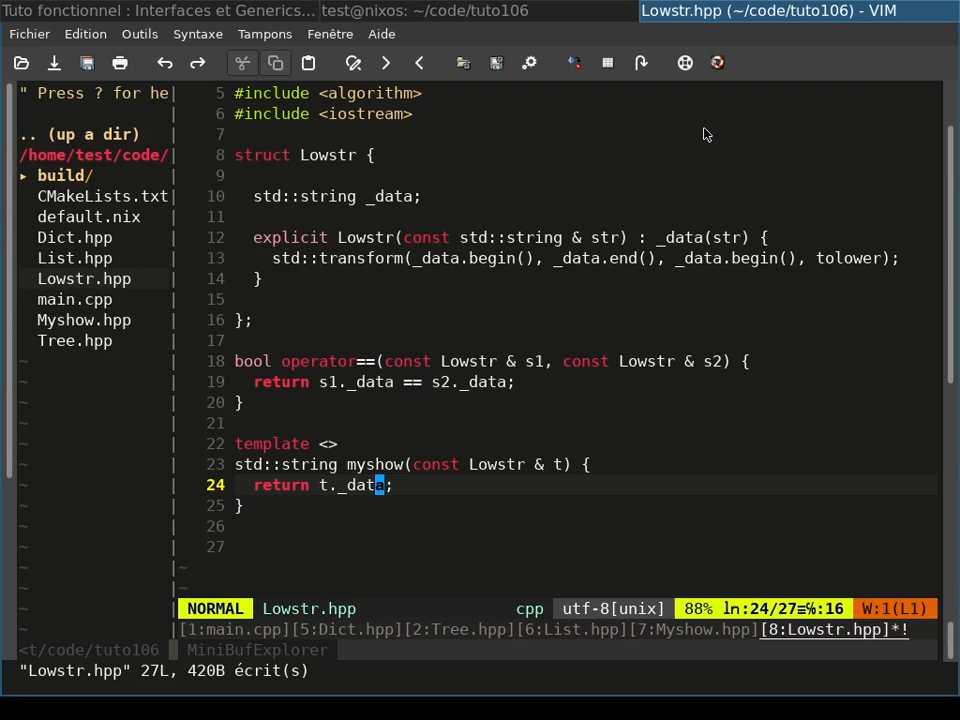 Tuto fonctionnel : Interfaces et Generics... test@nixos: ~/code/tuto106 Lowstr.hpp (~/code/tuto106) - VIM
Fichier Edition Outils Syntaxe Tampons Fenêtre Aide
" Press ? for he| 5 #include <algorithm>
| 6 #include <iostream>
.. (up a dir) | 7
/home/test/code/| 8 struct Lowstr {
▸ build/ | 9
CMakeLists.txt| 10 std::string _data;
default.nix | 11
Dict.hpp | 12 explicit Lowstr(const std::string & str) : _data(str) {
List.hpp | 13 std::transform(_data.begin(), _data.end(), _data.begin(), tolower);
Lowstr.hpp | 14 }
main.cpp | 15
Myshow.hpp | 16 };
Tree.hpp | 17
~ | 18 bool operator==(const Lowstr & s1, const Lowstr & s2) {
~ | 19 return s1._data == s2._data;
~ | 20 }
~ | 21
~ | 22 template <>
~ | 23 std::string myshow(const Lowstr & t) {
~ | 24 return t._data;
~ | 25 }
~ | 26
~ | 27
~ | ~
~ | ~
~ | NORMAL Lowstr.hpp cpp utf-8[unix] 88% ln:24/27≡℅:16 W:1(L1)
~ |[1:main.cpp][5:Dict.hpp][2:Tree.hpp][6:List.hpp][7:Myshow.hpp][8:Lowstr.hpp]*!
<t/code/tuto106 MiniBufExplorer
"Lowstr.hpp" 27L, 420B écrit(s)